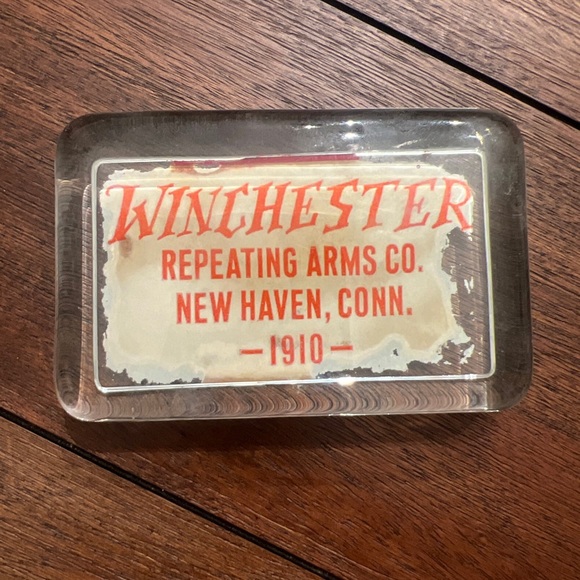 WINCHESTER
REPEATING ARMS CO.
NEW HAVEN, CONN.
—1910—